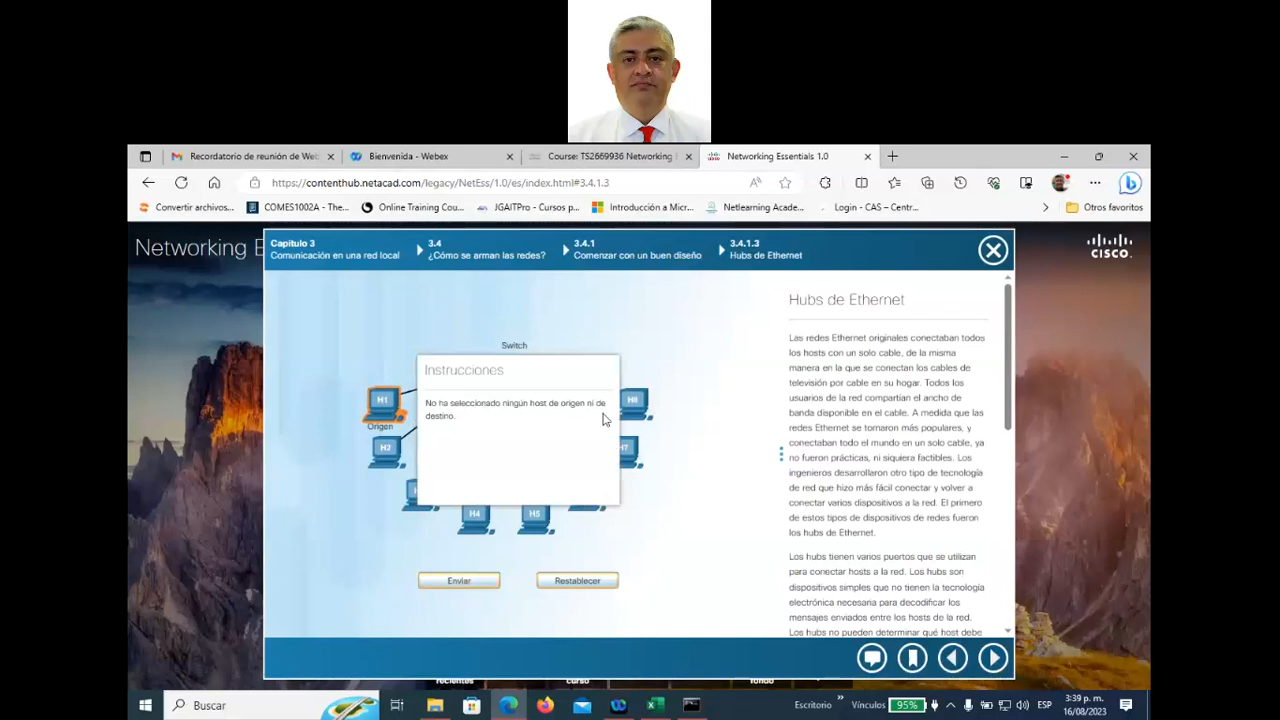 Recordatorio de reunión de Web
Bienvenida - Webex
Course: TS2669936 Networking
Networking Essentials 1.0
https://contenthub.netacad.com/legacy/NetEss/1.0/es/index.html#3.4.1.3
Convertir archivos...
COMES1002A - The...
Online Training Cou...
JGAITPro - Cursos p...
Introducción a Micr...
Netlearning Acade...
Login - CAS – Centr...
Otros favoritos
Networking E
CISCO
Capítulo 3
Comunicación en una red local
3.4
¿Cómo se arman las redes?
3.4.1
Comenzar con un buen diseño
3.4.1.3
Hubs de Ethernet
Switch
Instrucciones
No ha seleccionado ningún host de origen ni de
destino.
H1
Origen
H2
H4
H5
H7
H8
Enviar
Restablecer
Hubs de Ethernet
Las redes Ethernet originales conectaban todos
los hosts con un solo cable, de la misma
manera en la que se conectan los cables de
televisión por cable en su hogar. Todos los
usuarios de la red compartían el ancho de
banda disponible en el cable. A medida que las
redes Ethernet se tornaron más populares, y
conectaban todo el mundo en un solo cable, ya
no fueron prácticas, ni siquiera factibles. Los
ingenieros desarrollaron otro tipo de tecnología
de red que hizo más fácil conectar y volver a
conectar varios dispositivos a la red. El primero
de estos tipos de dispositivos de redes fueron
los hubs de Ethernet.
Los hubs tienen varios puertos que se utilizan
para conectar hosts a la red. Los hubs son
dispositivos simples que no tienen la tecnología
electrónica necesaria para decodificar los
mensajes enviados entre los hosts de la red.
Los hubs no pueden determinar qué host debe
recientes
curso
fondo
Buscar
Escritorio
Vínculos
95%
ESP
3:39 p. m.
16/08/2023